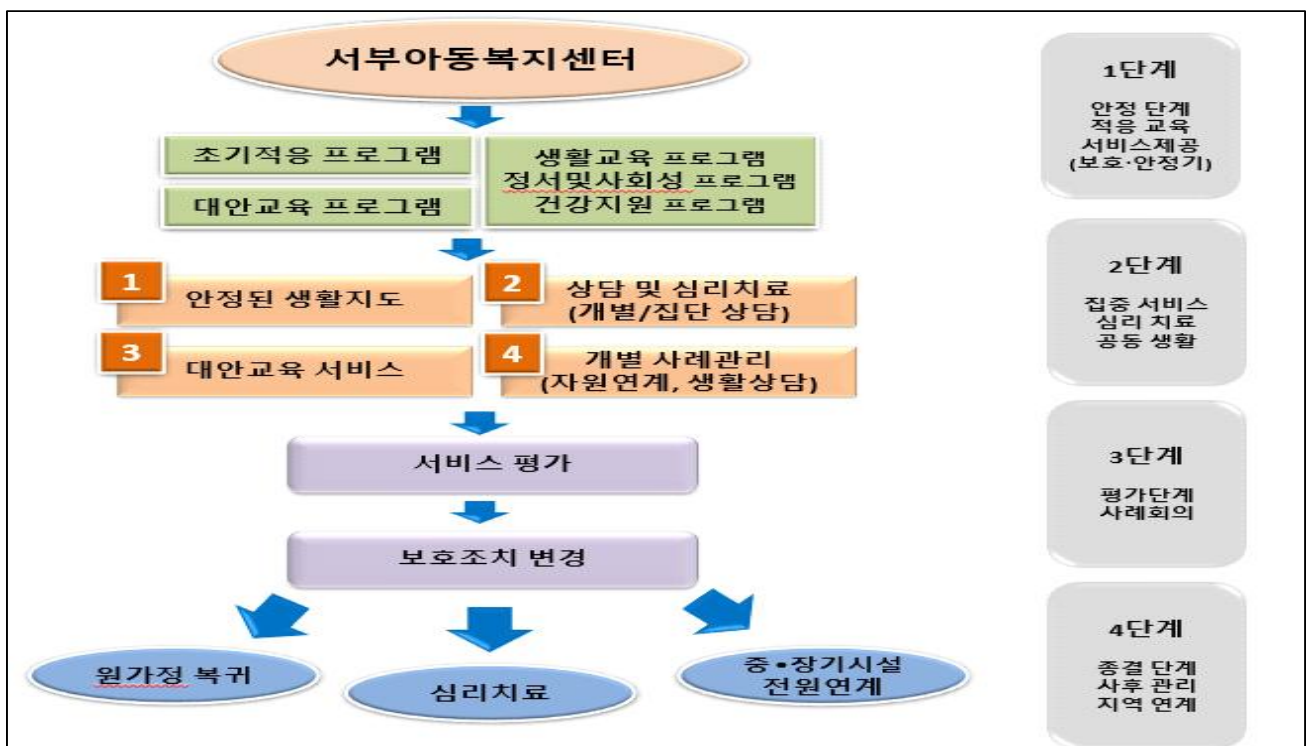 서부아동복지센터
초기적응 프로그램
대안교육 프로그램
생활교육 프로그램
정서및사회성 프로그램
건강지원 프로그램
1
안정된 생활지도
2
상담 및 심리치료
(개별/집단 상담)
3
대안교육 서비스
4
개별 사례관리
(자원연계, 생활상담)
서비스 평가
보호조치 변경
원가정 복귀
심리치료
중•장기시설
전원연계
1단계
안정 단계
적응 교육
서비스제공
(보호·안정기)
2단계
집중 서비스
심리 치료
공동 생활
3단계
평가단계
사례회의
4단계
종결 단계
사후 관리
지역 연계